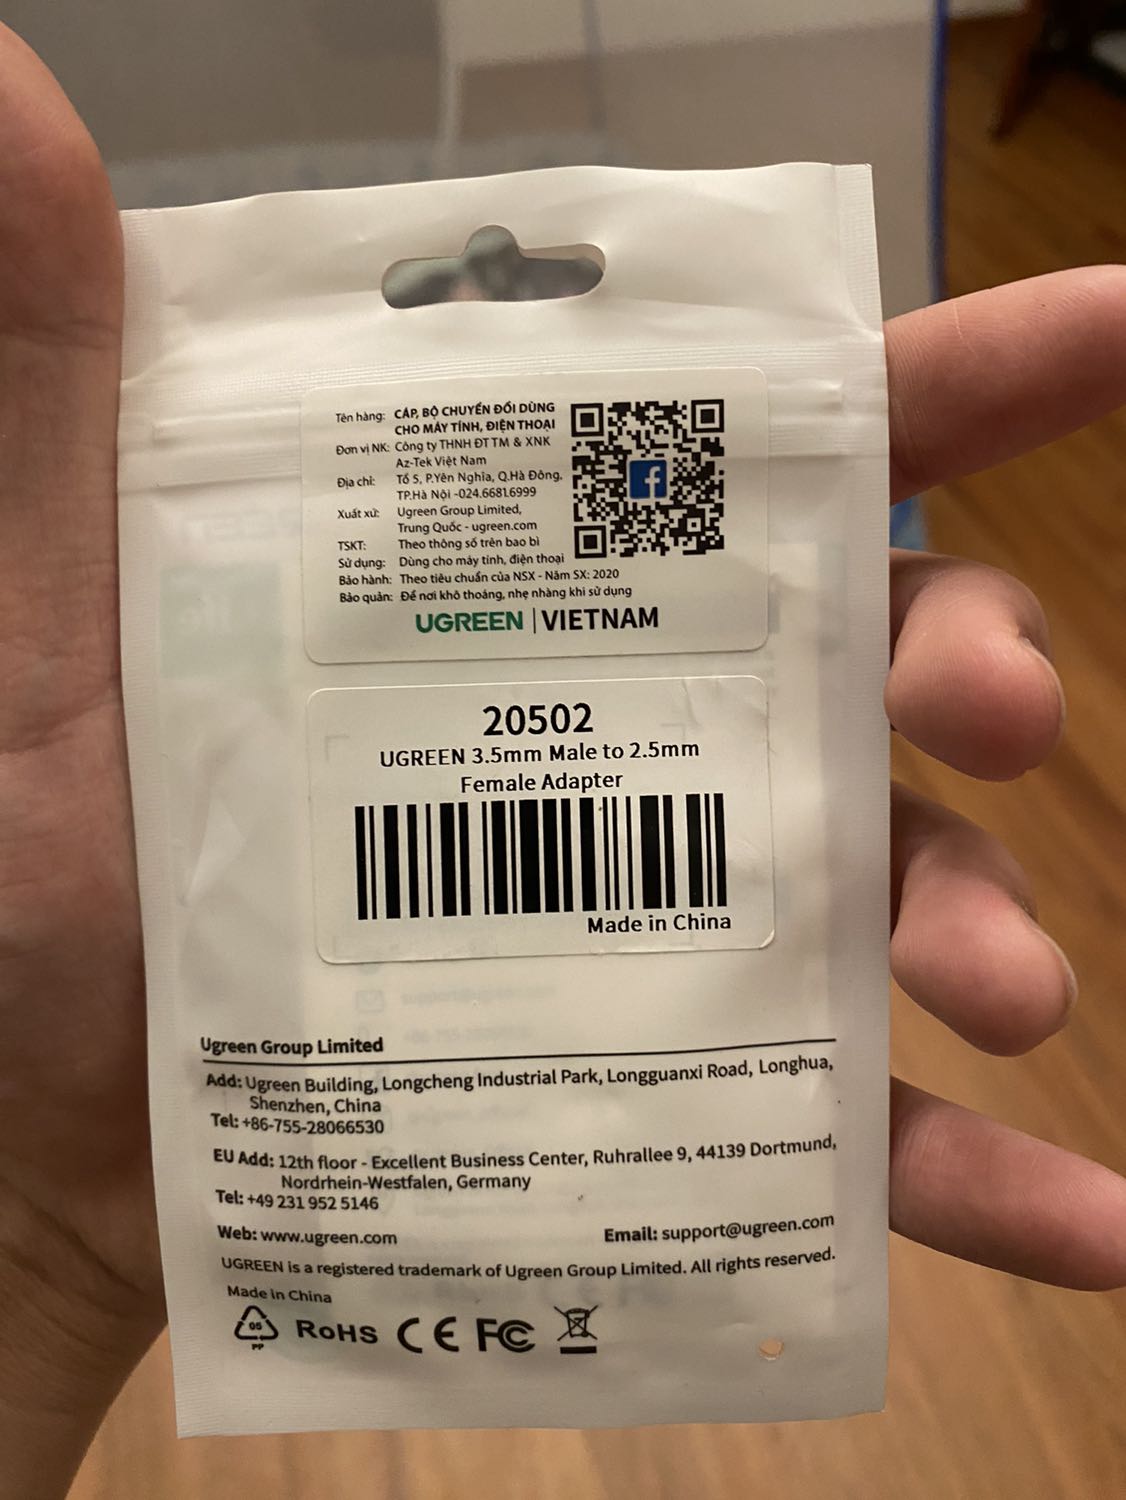 Tên hàng: CÁP, BỘ CHUYỂN ĐỔI DÙNG
CHO MÁY TÍNH, ĐIỆN THOẠI
Đơn vị NK: Công ty THNH ĐT TM & XNK
Az-Tek Việt Nam
Địa chỉ: Tổ 5, P.Yên Nghĩa, Q.Hà Đông,
TP.Hà Nội -024.6681.6999
Xuất xứ: Ugreen Group Limited,
Trung Quốc - ugreen.com
TSKT: Theo thông số trên bao bì
Sử dụng: Dùng cho máy tính, điện thoại
Bảo hành: Theo tiêu chuẩn của NSX - Năm SX: 2020
Bảo quản: Để nơi khô thoáng, nhẹ nhàng khi sử dụng
UGREEN | VIETNAM
20502
UGREEN 3.5mm Male to 2.5mm
Female Adapter
Made in China
Ugreen Group Limited
Add: Ugreen Building, Longcheng Industrial Park, Longguanxi Road, Longhua,
Shenzhen, China
Tel: +86-755-28066530
EU Add: 12th floor - Excellent Business Center, Ruhrallee 9, 44139 Dortmund,
Nordrhein-Westfalen, Germany
Tel: +49 231 952 5146
Web: www.ugreen.com Email: support@ugreen.com
UGREEN is a registered trademark of Ugreen Group Limited. All rights reserved.
Made in China
05 RoHS CE FC
PP